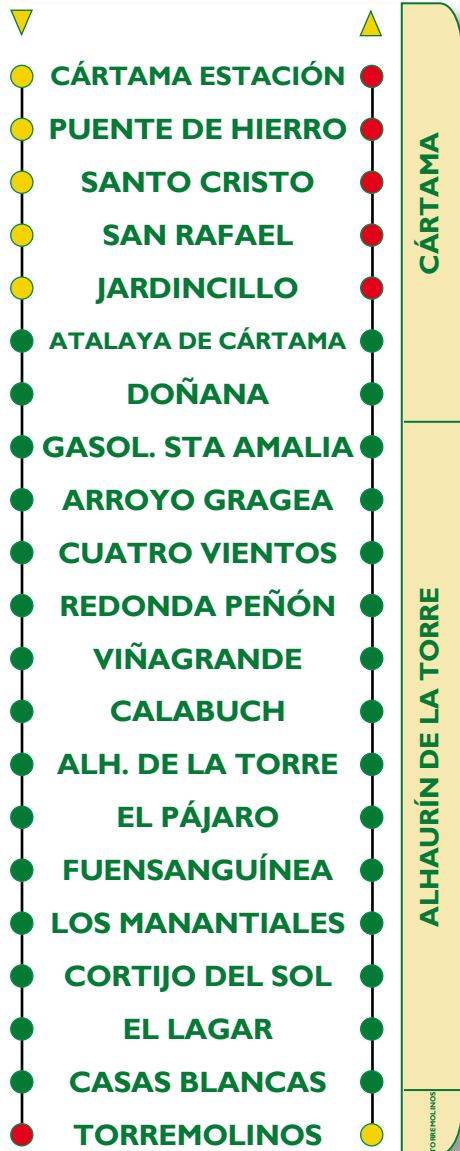 CÁRTAMA ESTACIÓN
PUENTE DE HIERRO
SANTO CRISTO
SAN RAFAEL
JARDINCILLO
ATALAYA DE CÁRTAMA
DOÑANA
GASOL. STA AMALIA
ARROYO GRAGEA
CUATRO VIENTOS
REDONDA PEÑÓN
VIÑAGRANDE
CALABUCH
ALH. DE LA TORRE
EL PÁJARO
FUENSANGUÍNEA
LOS MANANTIALES
CORTIJO DEL SOL
EL LAGAR
CASAS BLANCAS
TORREMOLINOS
CÁRTAMA
ALHAURÍN DE LA TORRE
TORREMOLINOS